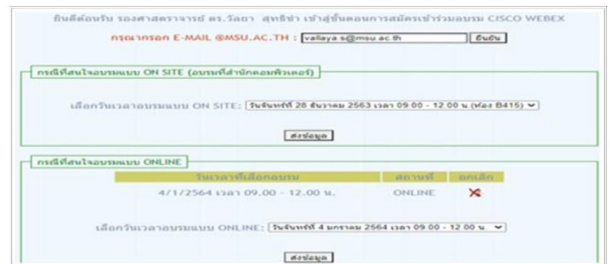 ยินดีต้อนรับ รองศาสตราจารย์ ดร.วัลยา สุทธิขำ เข้าสู่ขั้นตอนการสมัครเข้าร่วมอบรม CISCO WEBEX
กรุณากรอก E-MAIL @MSU.AC.TH : vallaya.s@msu.ac.th ยืนยัน
กรณีที่สนใจอบรมแบบ ON SITE (อบรมที่สำนักคอมพิวเตอร์)
เลือกวันเวลาอบรมแบบ ON SITE: วันจันทร์ที่ 28 ธันวาคม 2563 เวลา 09.00 - 12.00 น.(ห้อง B415)
ส่งข้อมูล
กรณีที่สนใจอบรมแบบ ONLINE
วันเวลาที่เลือกอบรม สถานที่ ยกเลิก
4/1/2564 เวลา 09.00 - 12.00 น. ONLINE
เลือกวันเวลาอบรมแบบ ONLINE: วันจันทร์ที่ 4 มกราคม 2564 เวลา 09.00 - 12.00 น.
ส่งข้อมูล